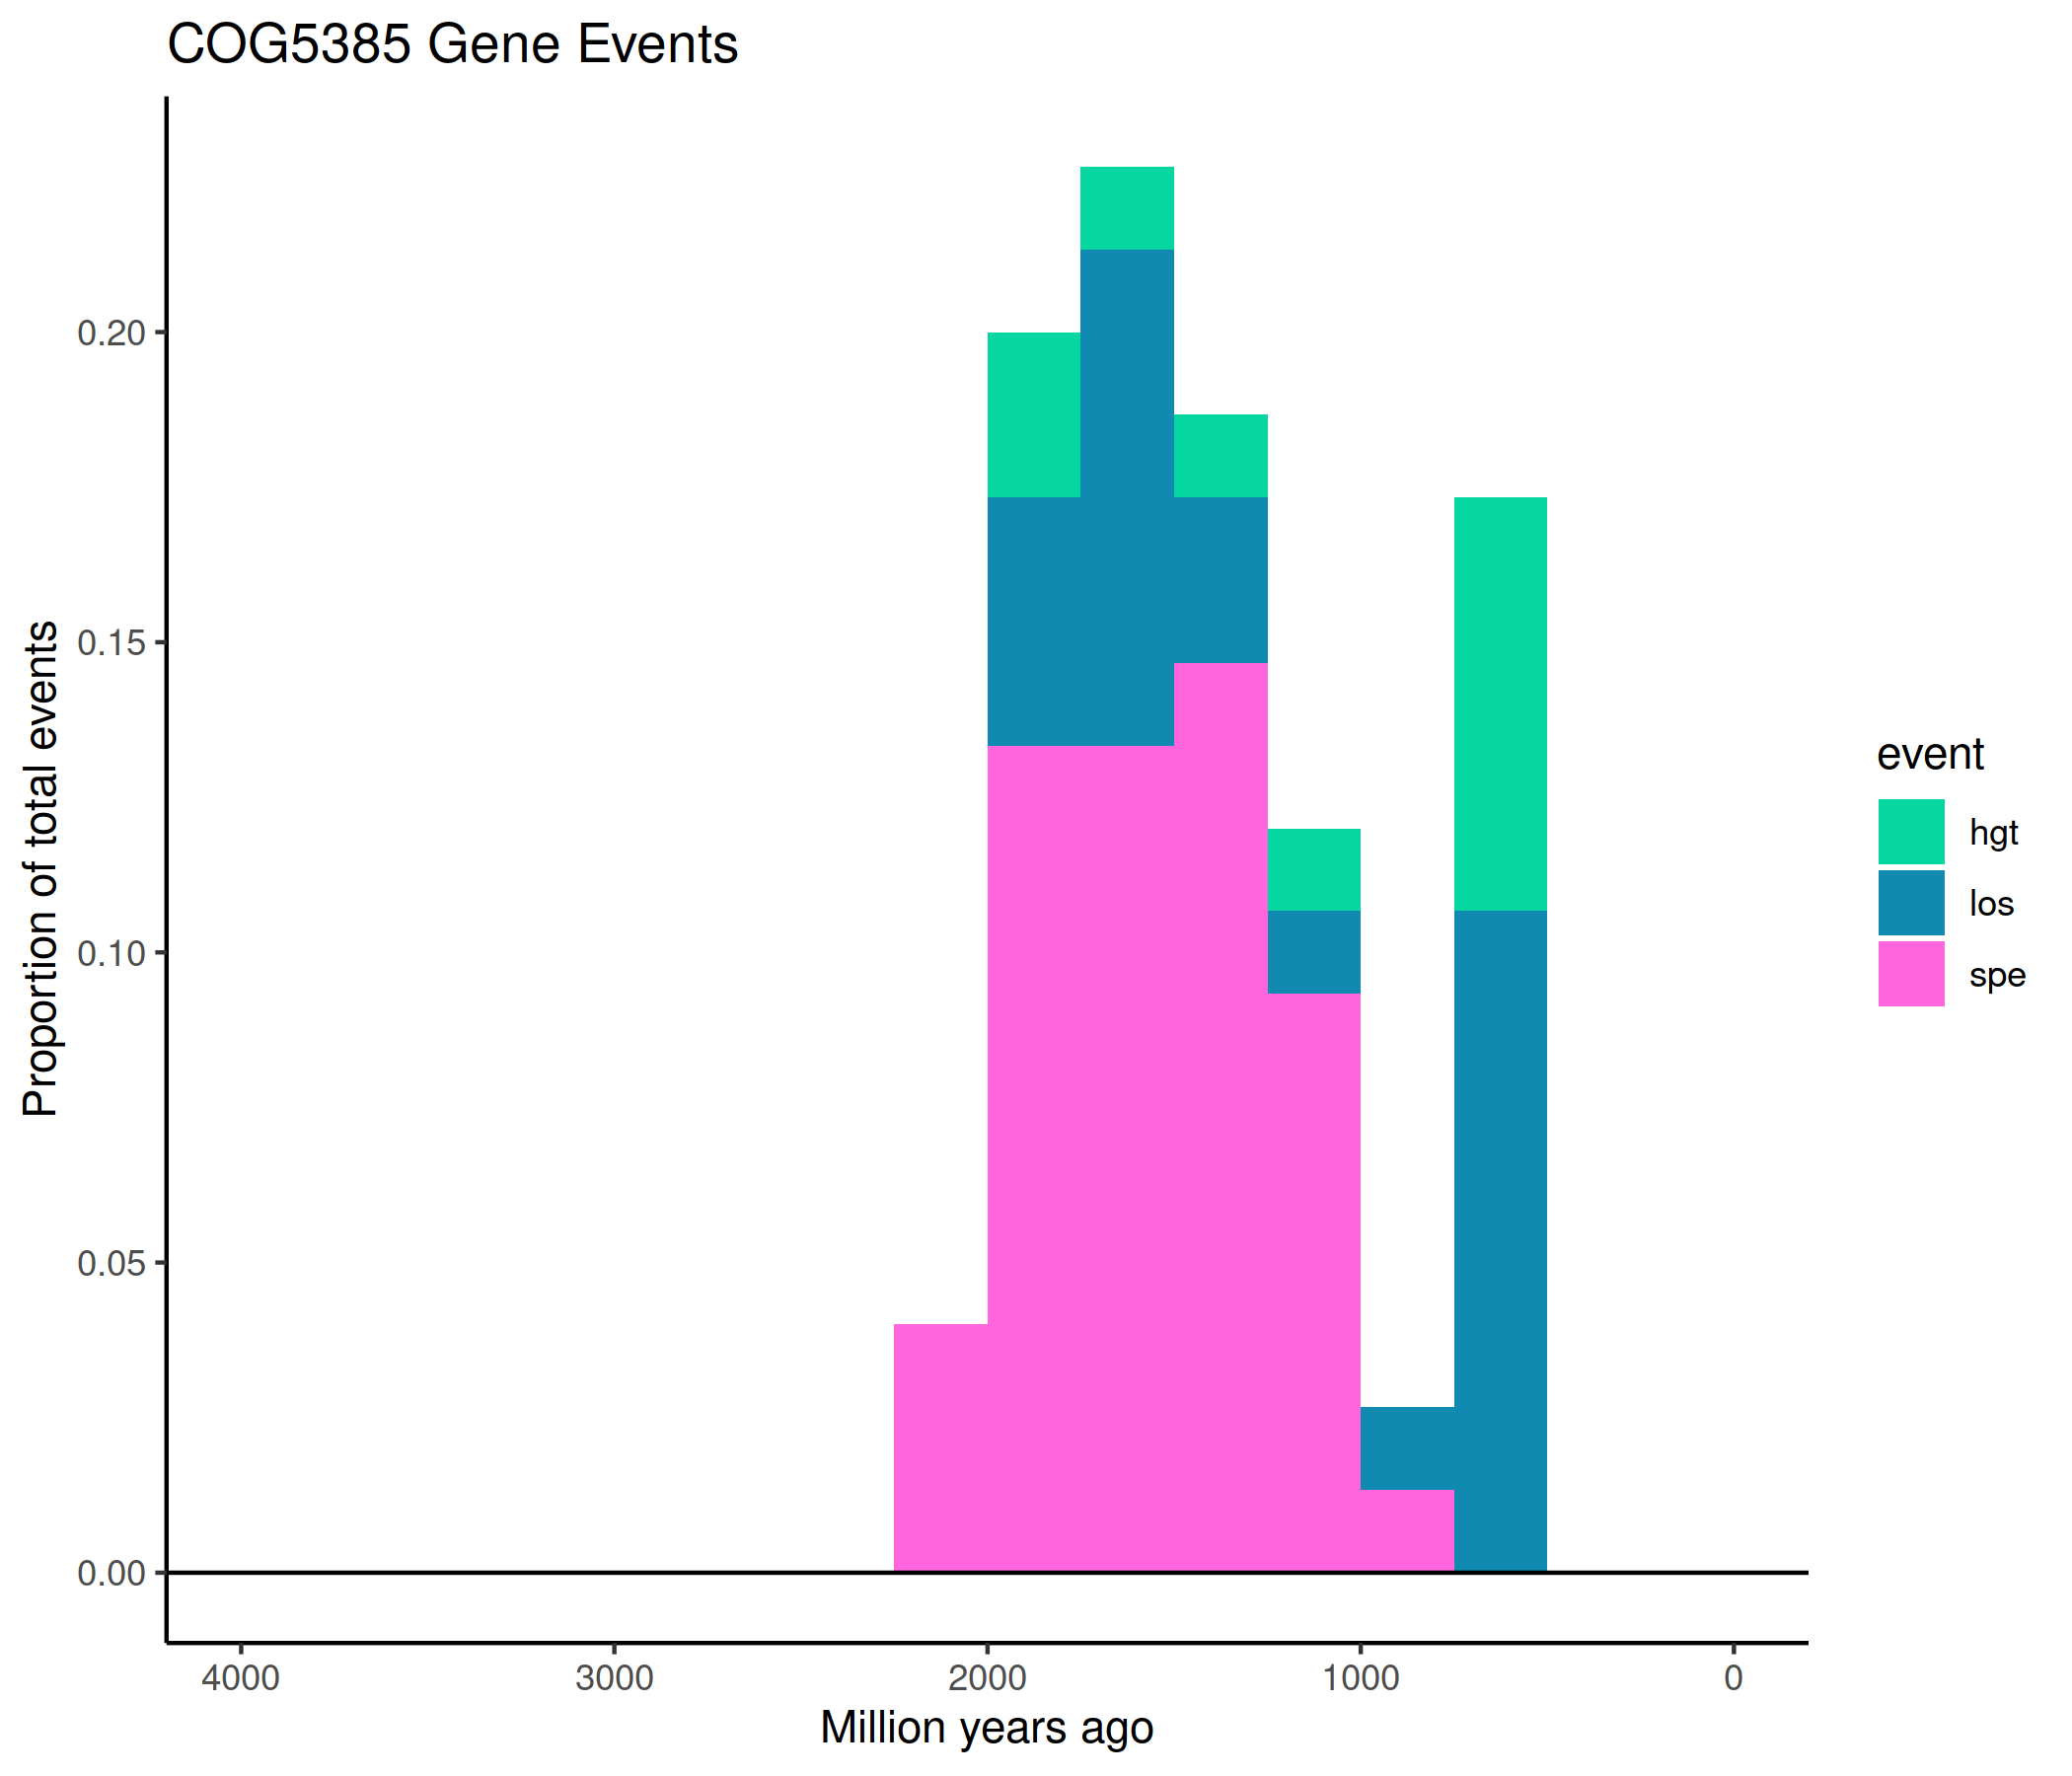 COG5385 Gene Events
Proportion of total events
0.20
0.15
0.10
0.05
0.00
4000 3000 2000 1000 0
Million years ago
event
hgt
los
spe